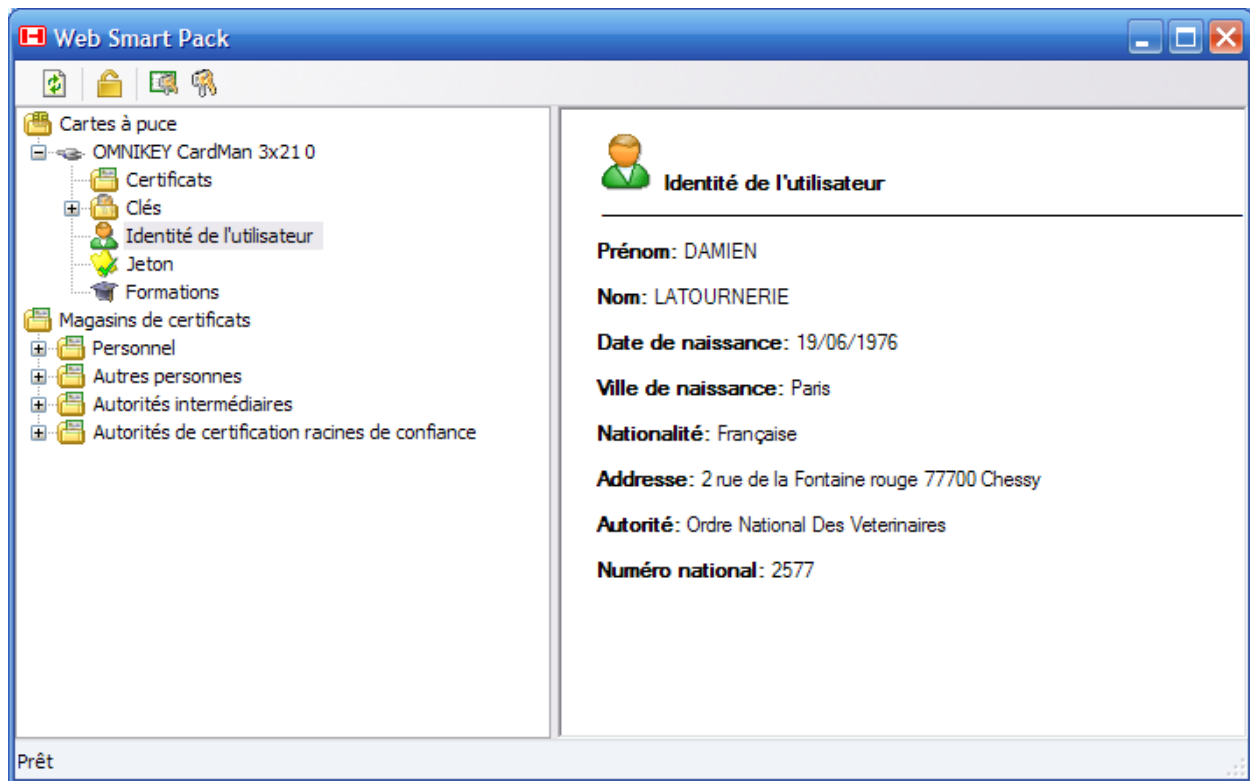 Web Smart Pack
Cartes à puce
OMNIKEY CardMan 3x21 0
Certificats
Clés
Identité de l'utilisateur
Jeton
Formations
Magasins de certificats
Personnel
Autres personnes
Autorités intermédiaires
Autorités de certification racines de confiance
Identité de l'utilisateur
Prénom: DAMIEN
Nom: LATOURNERIE
Date de naissance: 19/06/1976
Ville de naissance: Paris
Nationalité: Française
Addresse: 2 rue de la Fontaine rouge 77700 Chessy
Autorité: Ordre National Des Veterinaires
Numéro national: 2577
Prêt